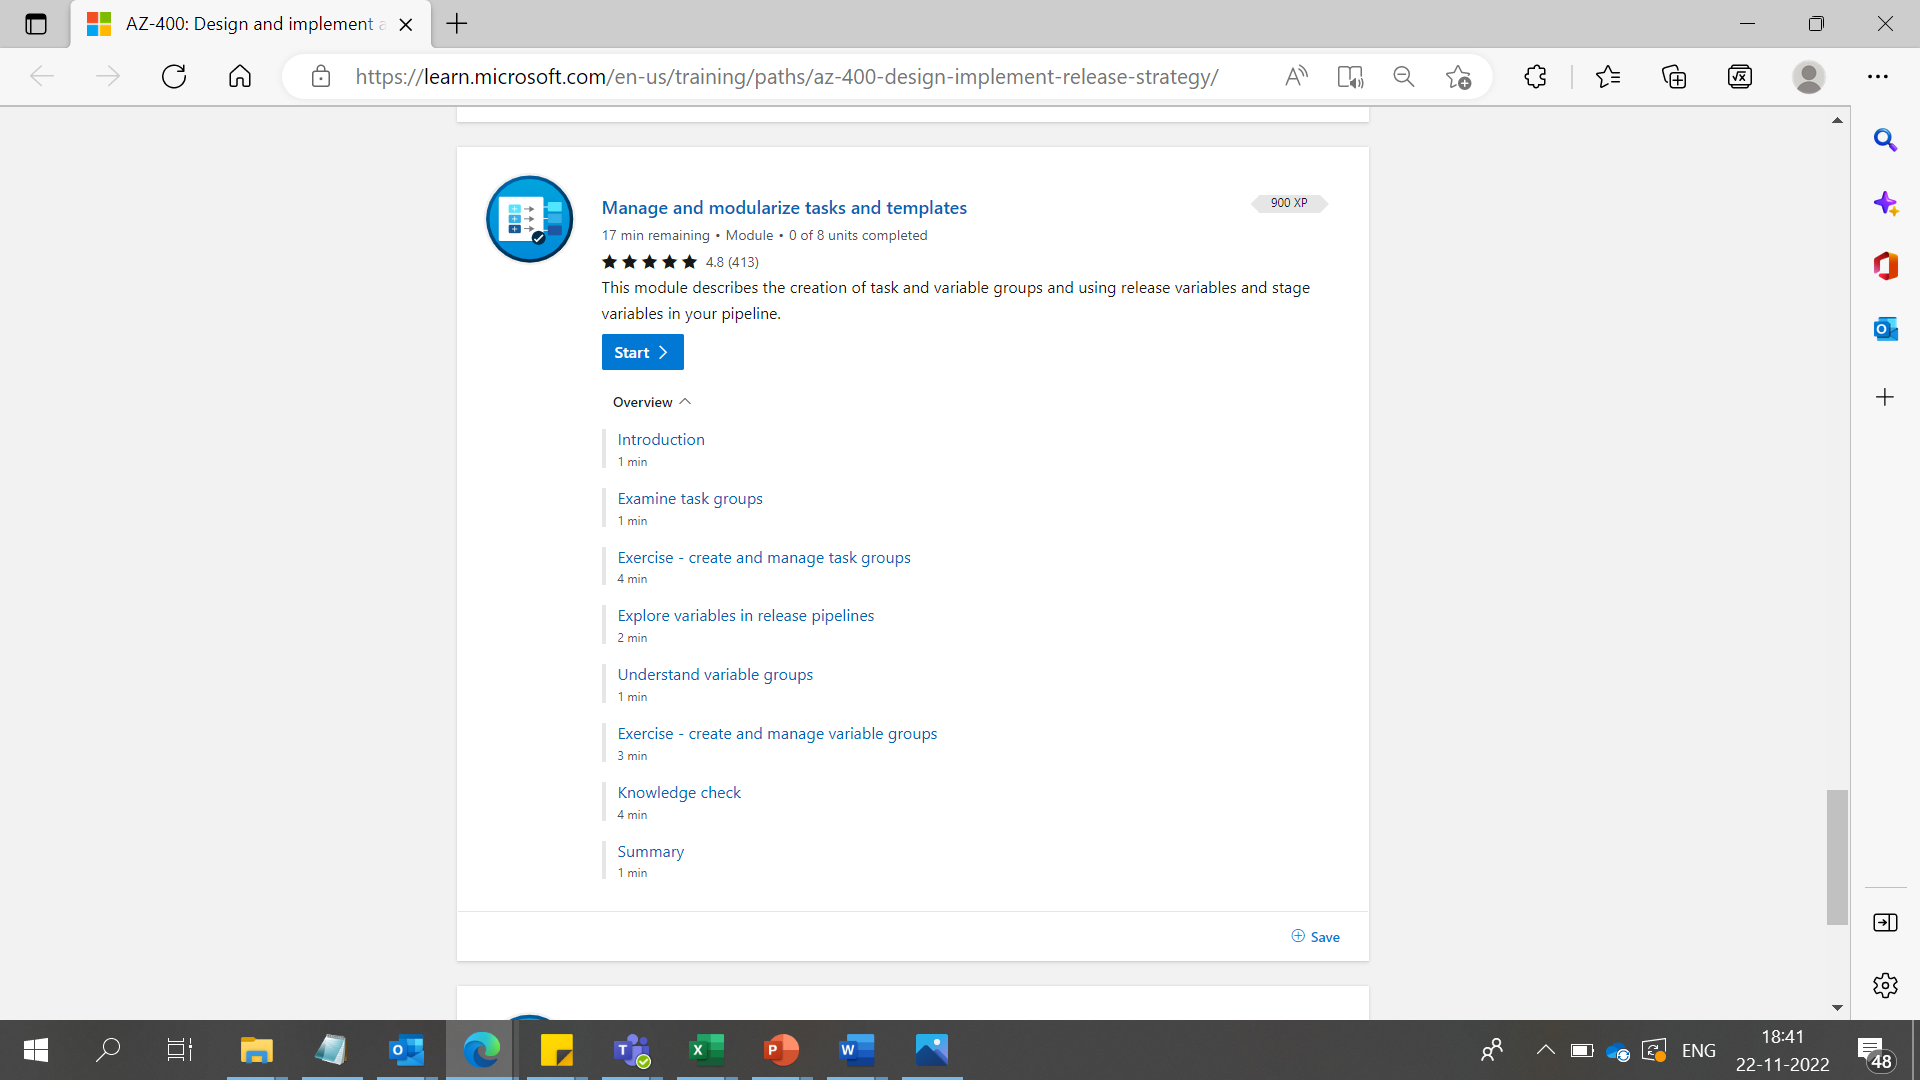 AZ-400: Design and implement a
https://learn.microsoft.com/en-us/training/paths/az-400-design-implement-release-strategy/
Manage and modularize tasks and templates
900 XP
17 min remaining • Module • 0 of 8 units completed
4.8 (413)
This module describes the creation of task and variable groups and using release variables and stage
variables in your pipeline.
Start
Overview
Introduction
1 min
Examine task groups
1 min
Exercise - create and manage task groups
4 min
Explore variables in release pipelines
2 min
Understand variable groups
1 min
Exercise - create and manage variable groups
3 min
Knowledge check
4 min
Summary
1 min
Save
ENG
18:41
22-11-2022
48